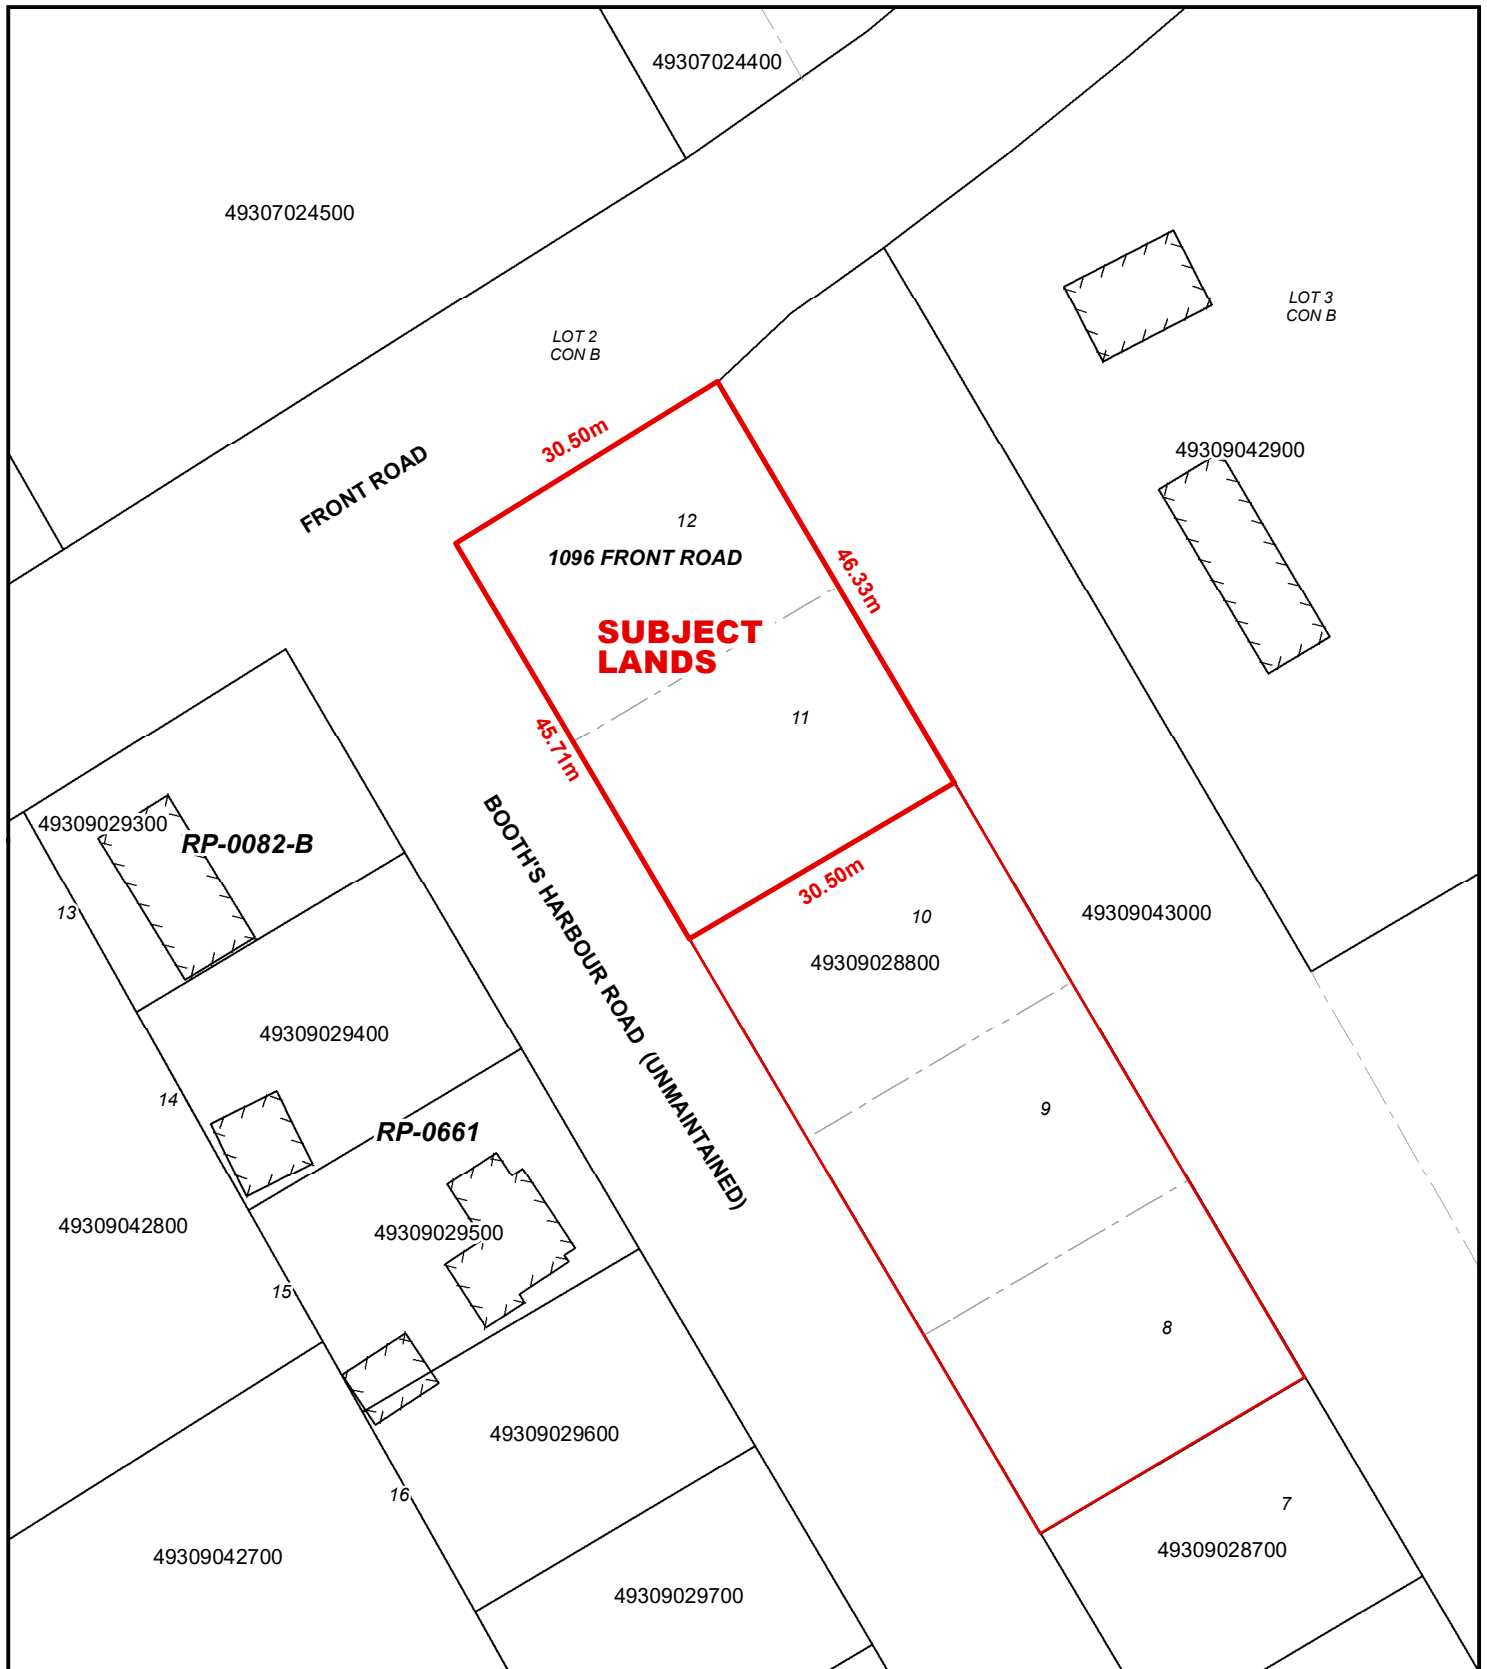 49307024400
49307024500
LOT 3
CON B
LOT 2
CON B
30.50m
49309042900
FRONT ROAD
12
1096 FRONT ROAD
46.33m
SUBJECT
LANDS
11
45.71m
49309029300
RP-0082-B
30.50m
13
10
49309043000
BOOTH'S HARBOUR ROAD (UNMAINTAINED)
49309028800
49309029400
14
9
RP-0661
49309042800
49309029500
15
8
49309029600
16
7
49309042700
49309028700
49309029700